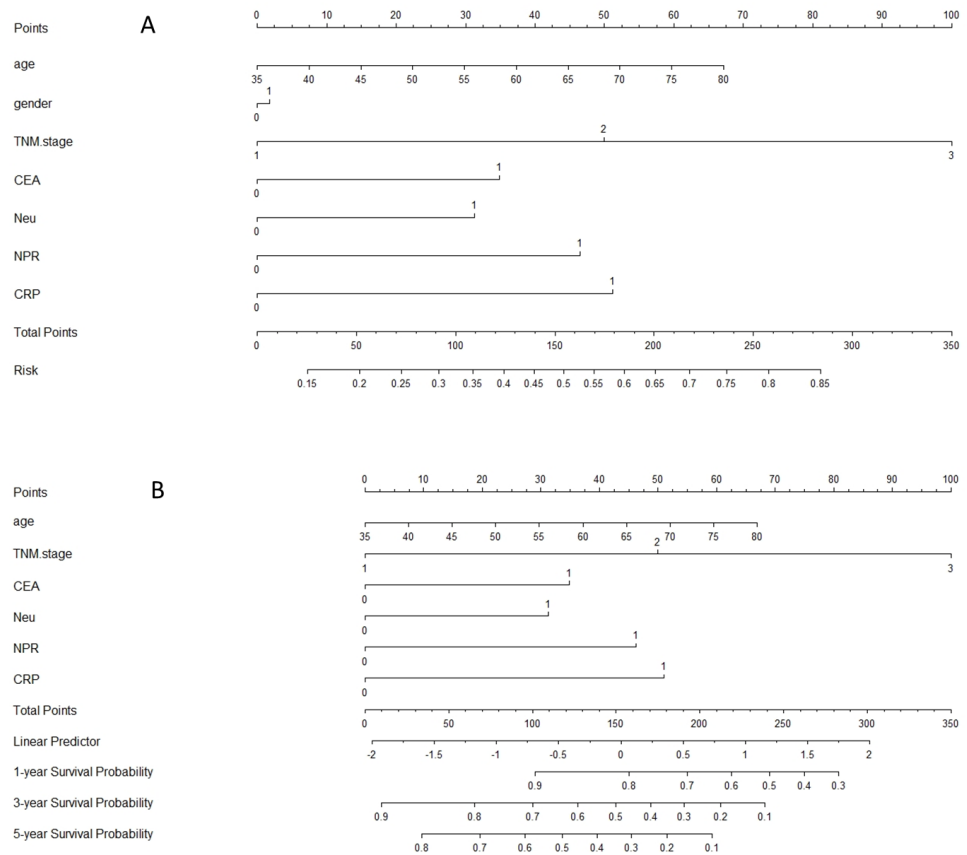 A
0 10 20 30 40 50 60 70 80 90 100
Points
age
35 40 45 50 55 60 65 70 75 80
1
gender
0
2
TNM.stage
1 3
1
CEA
0
1
Neu
0
1
NPR
0
1
CRP
0
Total Points
0 50 100 150 200 250 300 350
Risk
0.15 0.2 0.25 0.3 0.35 0.4 0.45 0.5 0.55 0.6 0.65 0.7 0.75 0.8 0.85
B
0 10 20 30 40 50 60 70 80 90 100
Points
age
35 40 45 50 55 60 65 70 75 80
2
TNM.stage
1 3
1
CEA
0
1
Neu
0
1
NPR
0
1
CRP
0
Total Points
0 50 100 150 200 250 300 350
Linear Predictor
-2 -1.5 -1 -0.5 0 0.5 1 1.5 2
1-year Survival Probability
0.9 0.8 0.7 0.6 0.5 0.4 0.3
3-year Survival Probability
0.9 0.8 0.7 0.6 0.5 0.4 0.3 0.2 0.1
5-year Survival Probability
0.8 0.7 0.6 0.5 0.4 0.3 0.2 0.1